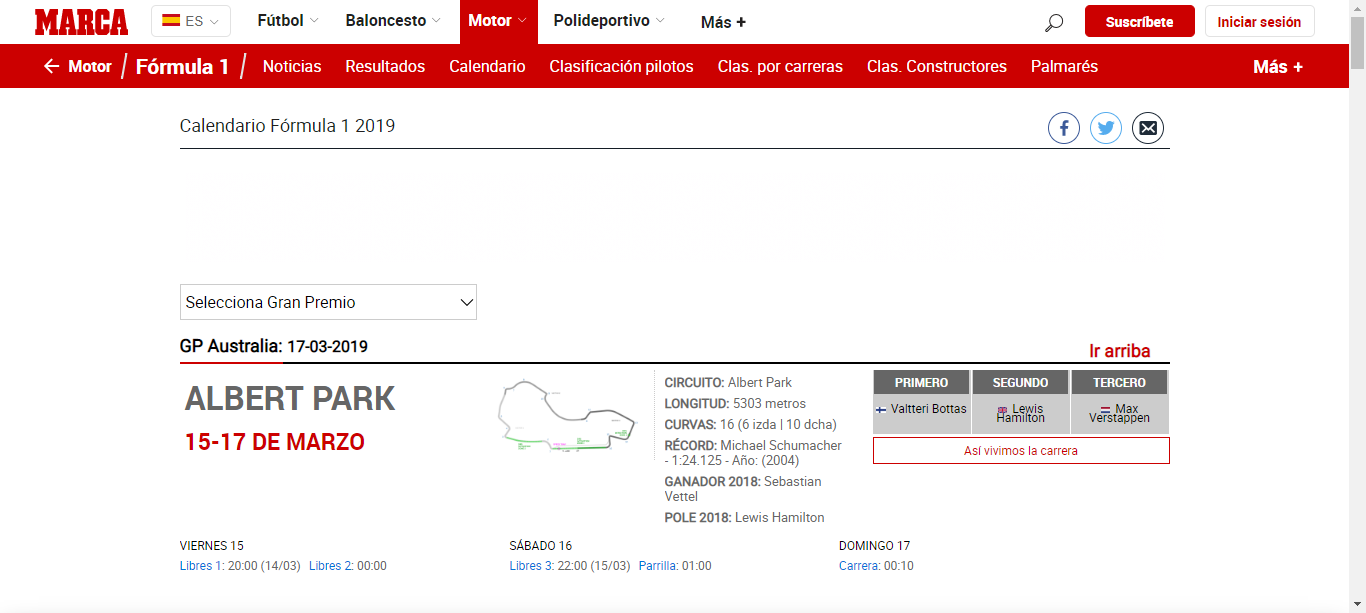 MARCA ES Fútbol Baloncesto Motor Polideportivo Más + Suscríbete Iniciar sesión
Motor / Fórmula 1 / Noticias Resultados Calendario Clasificación pilotos Clas. por carreras Clas. Constructores Palmarés Más +
Calendario Fórmula 1 2019
Selecciona Gran Premio
GP Australia: 17-03-2019
Ir arriba
ALBERT PARK
15-17 DE MARZO
CIRCUITO: Albert Park
LONGITUD: 5303 metros
CURVAS: 16 (6 izda | 10 dcha)
RÉCORD: Michael Schumacher
- 1:24.125 - Año: (2004)
GANADOR 2018: Sebastian
Vettel
POLE 2018: Lewis Hamilton
PRIMERO SEGUNDO TERCERO
Valtteri Bottas
Lewis
Hamilton
Max
Verstappen
Así vivimos la carrera
VIERNES 15
Libres 1: 20:00 (14/03) Libres 2: 00:00
SÁBADO 16
Libres 3: 22:00 (15/03) Parrilla: 01:00
DOMINGO 17
Carrera: 00:10